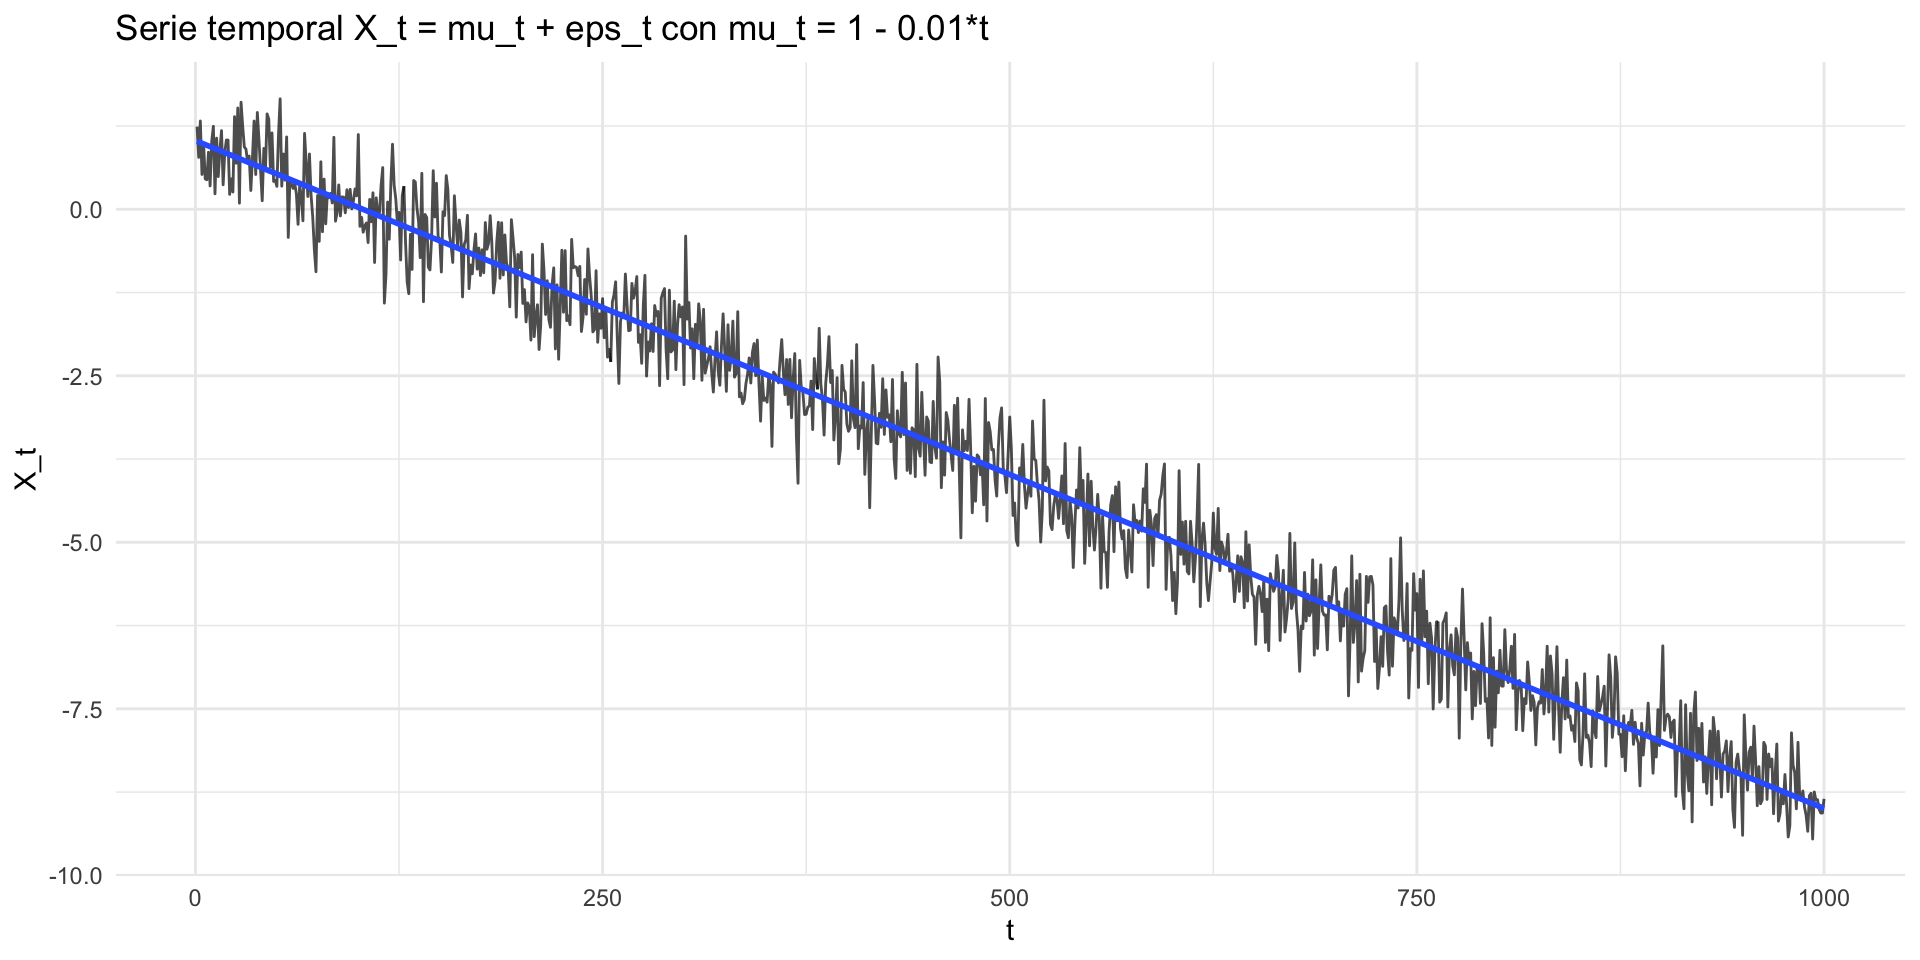 Serie temporal X_t = mu_t + eps_t con mu_t = 1 - 0.01*t
0.0
-2.5
-5.0
-7.5
-10.0
X_t
0 250 500 750 1000
t